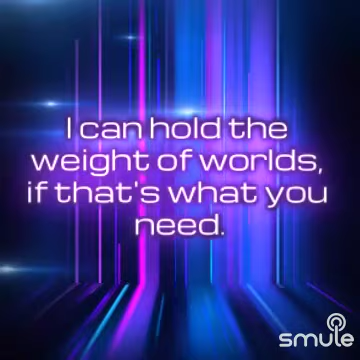 I can hold the
weight of worlds,
if that's what you
need.
smule